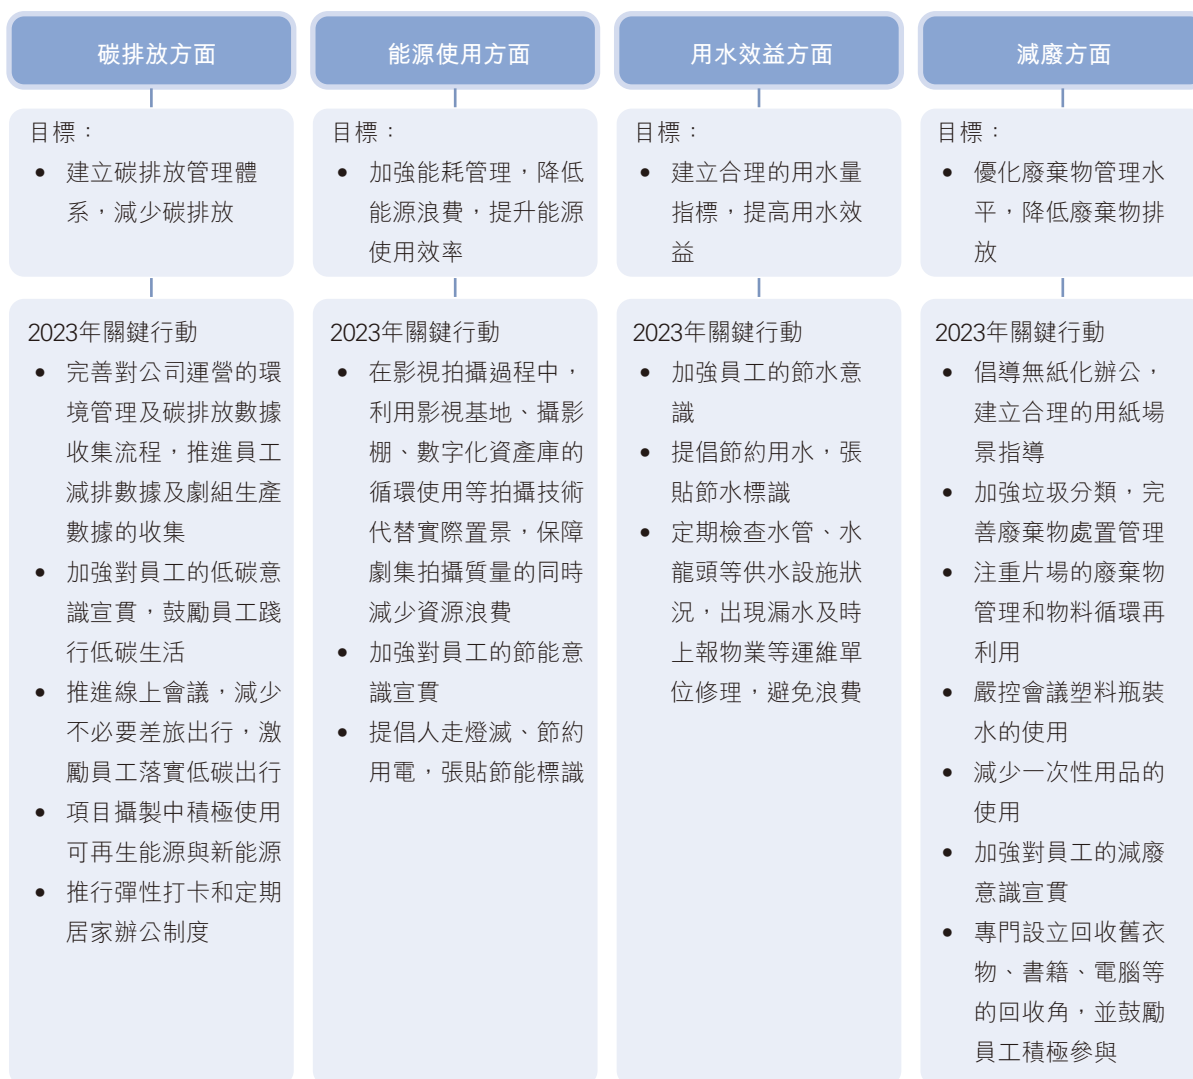 碳排放方面
目標：
• 建立碳排放管理體
系，減少碳排放
2023年關鍵行動
• 完善對公司運營的環
境管理及碳排放數據
收集流程，推進員工
減排數據及劇組生產
數據的收集
• 加強對員工的低碳意
識宣貫，鼓勵員工踐
行低碳生活
• 推進線上會議，減少
不必要差旅出行，激
勵員工落實低碳出行
• 項目攝製中積極使用
可再生能源與新能源
• 推行彈性打卡和定期
居家辦公制度
能源使用方面
目標：
• 加強能耗管理，降低
能源浪費，提升能源
使用效率
2023年關鍵行動
• 在影視拍攝過程中，
利用影視基地、攝影
棚、數字化資產庫的
循環使用等拍攝技術
代替實際置景，保障
劇集拍攝質量的同時
減少資源浪費
• 加強對員工的節能意
識宣貫
• 提倡人走燈滅、節約
用電，張貼節能標識
用水效益方面
目標：
• 建立合理的用水量
指標，提高用水效
益
2023年關鍵行動
• 加強員工的節水意
識
• 提倡節約用水，張
貼節水標識
• 定期檢查水管、水
龍頭等供水設施狀
況，出現漏水及時
上報物業等運維單
位修理，避免浪費
減廢方面
目標：
• 優化廢棄物管理水
平，降低廢棄物排
放
2023年關鍵行動
• 倡導無紙化辦公，
建立合理的用紙場
景指導
• 加強垃圾分類，完
善廢棄物處置管理
• 注重片場的廢棄物
管理和物料循環再
利用
• 嚴控會議塑料瓶裝
水的使用
• 減少一次性用品的
使用
• 加強對員工的減廢
意識宣貫
• 專門設立回收舊衣
物、書籍、電腦等
的回收角，並鼓勵
員工積極參與